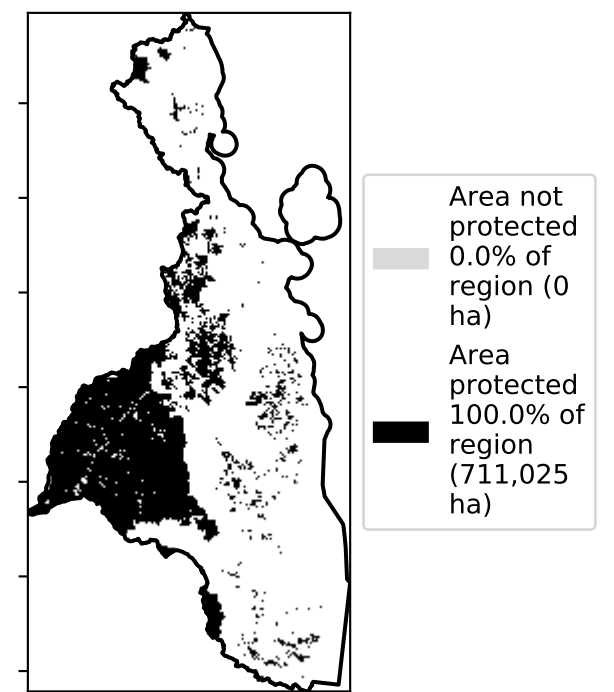 Area not
protected
0.0% of
region (0
ha)
Area
protected
100.0% of
region
(711,025
ha)